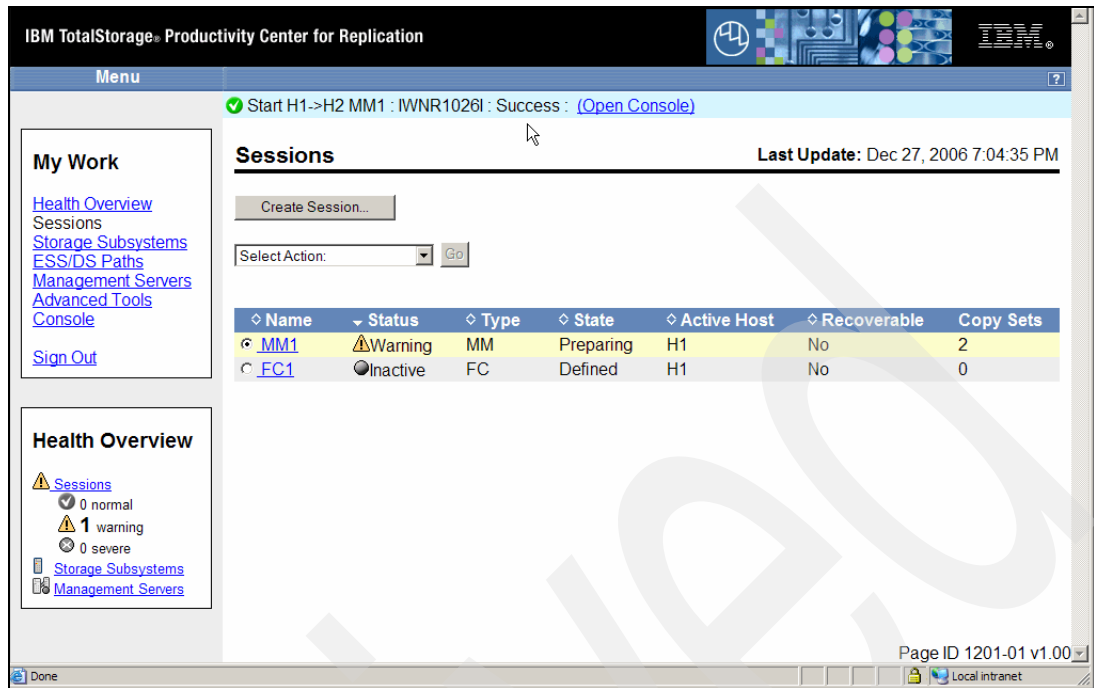 IBM TotalStorage® Productivity Center for Replication
IBM®
Menu
?
Start H1->H2 MM1 : IWNR1026I : Success : (Open Console)
My Work
Health Overview
Sessions
Storage Subsystems
ESS/DS Paths
Management Servers
Advanced Tools
Console
Sign Out
Health Overview
Sessions
0 normal
1 warning
0 severe
Storage Subsystems
Management Servers
Sessions
Last Update: Dec 27, 2006 7:04:35 PM
Create Session...
Select Action: Go
Name Status Type State Active Host Recoverable Copy Sets
MM1 Warning MM Preparing H1 No 2
FC1 Inactive FC Defined H1 No 0
Page ID 1201-01 v1.00
Done
Local intranet